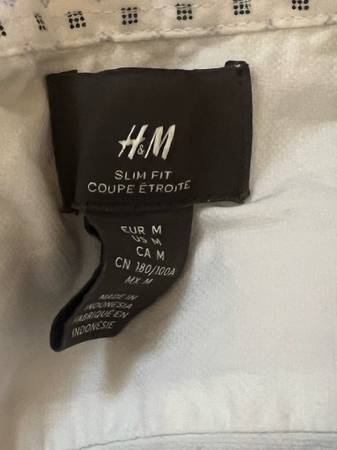 H&M
SLIM FIT
COUPE ÉTROITE
EUR M
US M
CA M
CN 180/100A
MX M
MADE IN
INDONESIA
FABRIQUÉ EN
INDONÉSIE